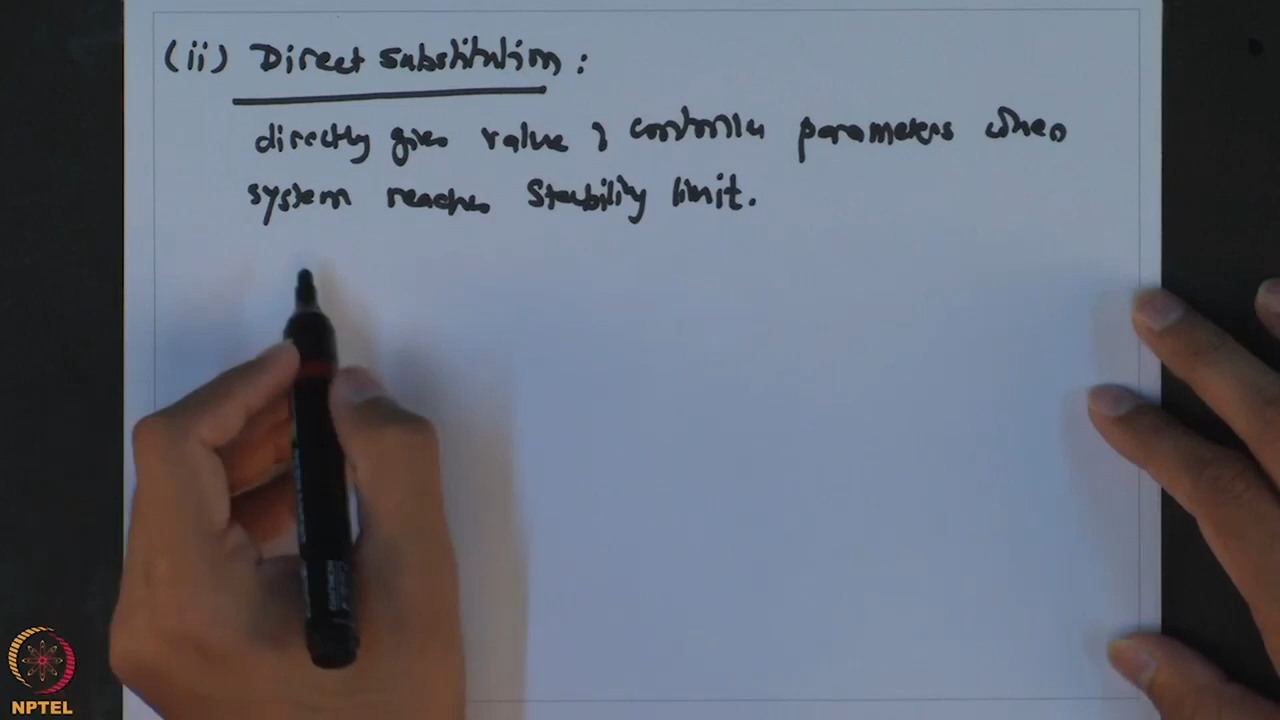 (ii) Direct substitution :
directly gives value of controller parameters when
system reaches stability limit.
NPTEL